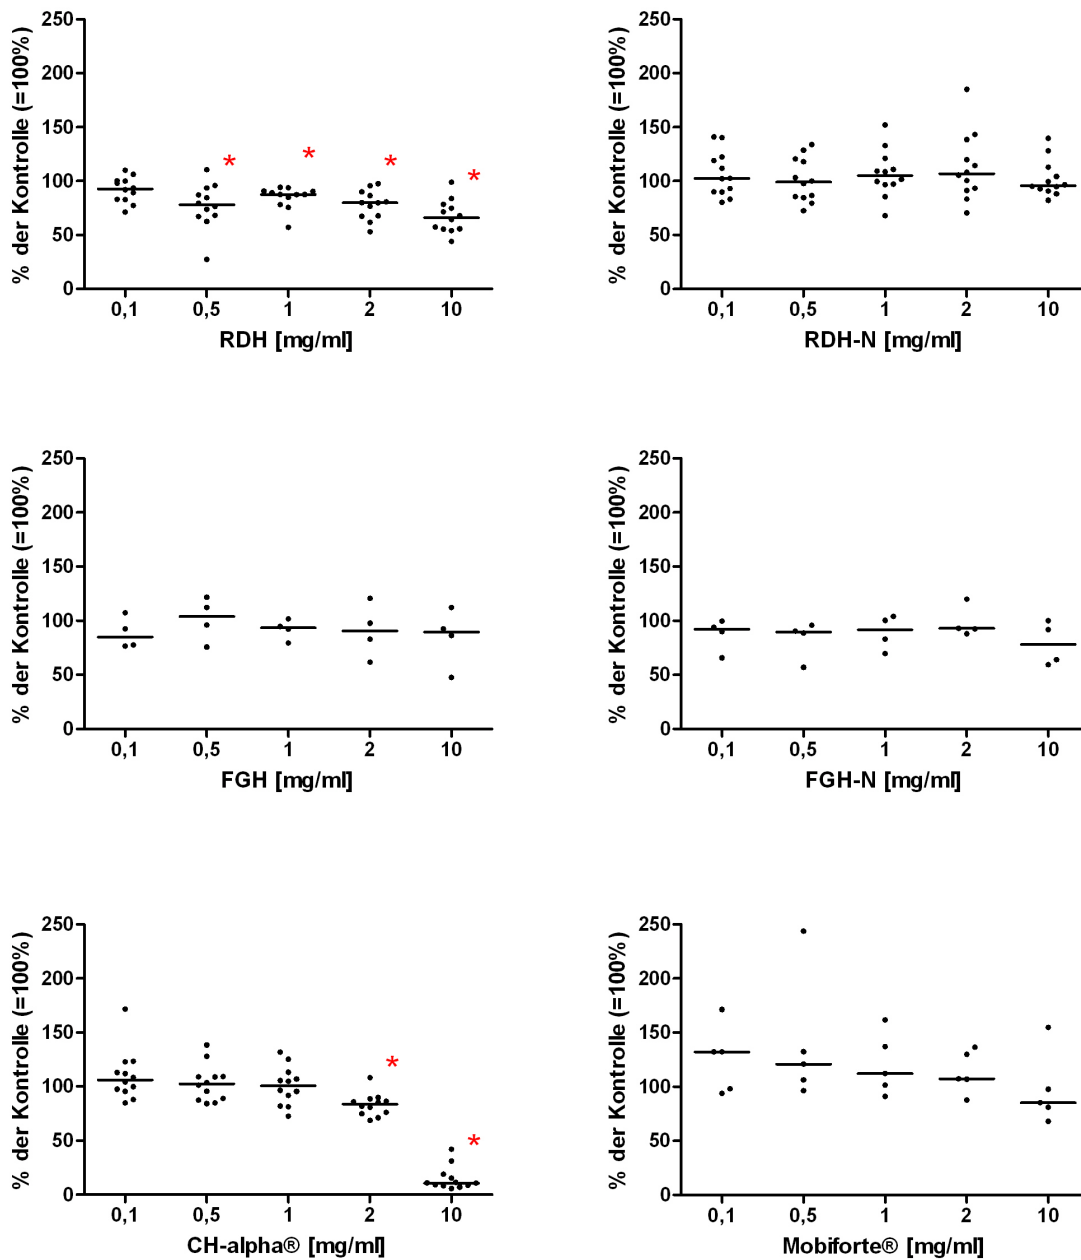 250
200
150
100
50
0
% der Kontrolle (=100%)
* * * *
0,1 0,5 1 2 10
RDH [mg/ml]
250
200
150
100
50
0
% der Kontrolle (=100%)
0,1 0,5 1 2 10
RDH-N [mg/ml]
250
200
150
100
50
0
% der Kontrolle (=100%)
0,1 0,5 1 2 10
FGH [mg/ml]
250
200
150
100
50
0
% der Kontrolle (=100%)
0,1 0,5 1 2 10
FGH-N [mg/ml]
250
200
150
100
50
0
% der Kontrolle (=100%)
* *
0,1 0,5 1 2 10
CH-alpha® [mg/ml]
250
200
150
100
50
0
% der Kontrolle (=100%)
0,1 0,5 1 2 10
Mobiforte® [mg/ml]